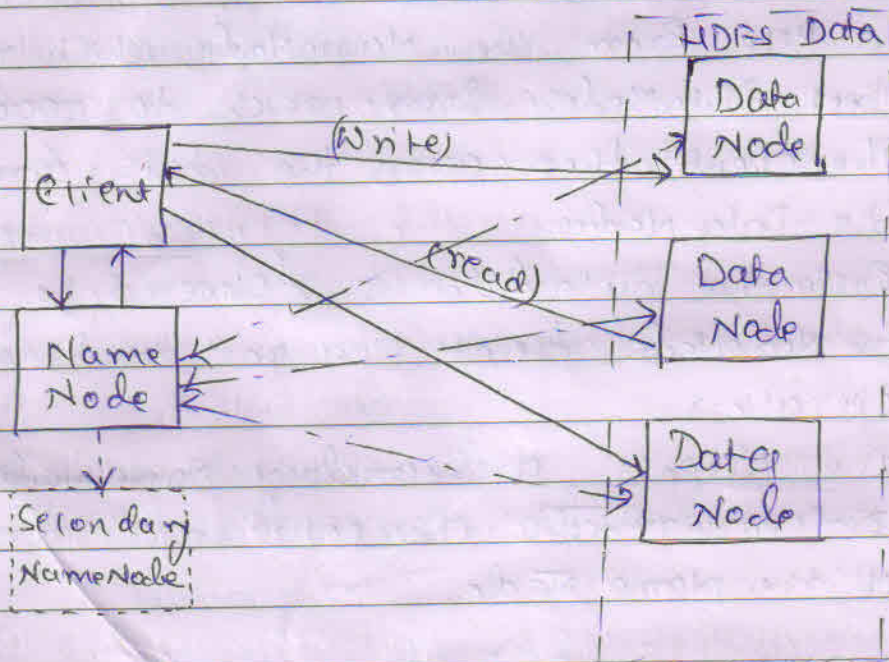 HDFS Data
Data
Node
(Write)
Client
(read)
Data
Node
Name
Node
Data
Node
Secondary
NameNode